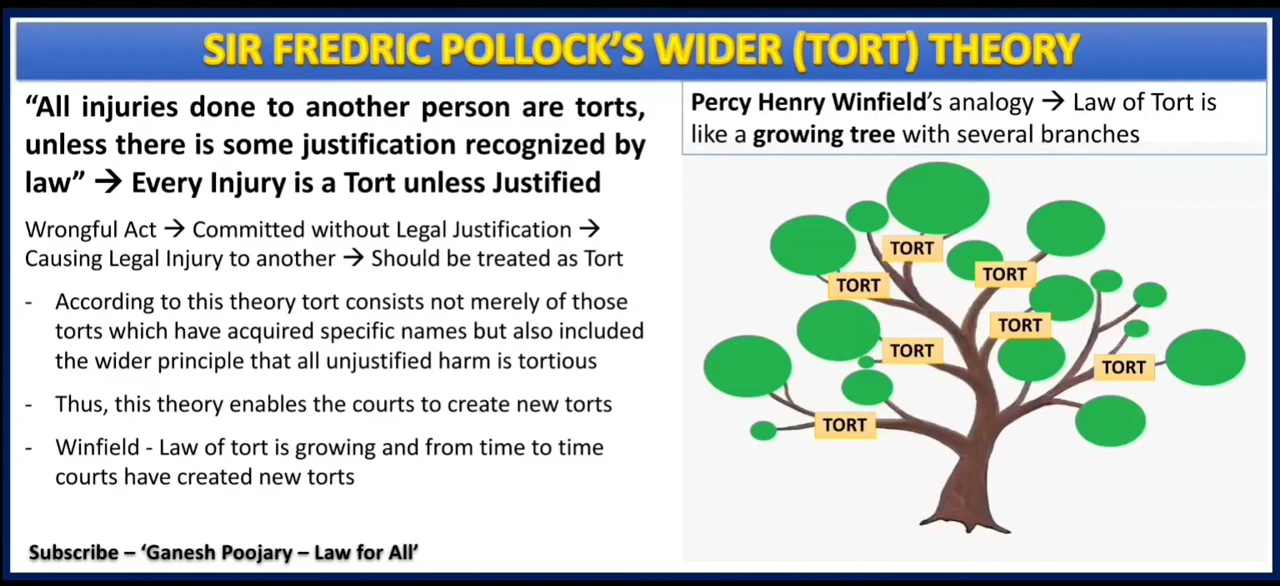 SIR FREDRIC POLLOCK'S WIDER (TORT) THEORY
“All injuries done to another person are torts,
unless there is some justification recognized by
law” → Every Injury is a Tort unless Justified
Wrongful Act → Committed without Legal Justification →
Causing Legal Injury to another → Should be treated as Tort
- According to this theory tort consists not merely of those
torts which have acquired specific names but also included
the wider principle that all unjustified harm is tortious
- Thus, this theory enables the courts to create new torts
- Winfield - Law of tort is growing and from time to time
courts have created new torts
Subscribe – ‘Ganesh Poojary – Law for All’
Percy Henry Winfield's analogy → Law of Tort is
like a growing tree with several branches
TORT
TORT
TORT
TORT
TORT
TORT
TORT